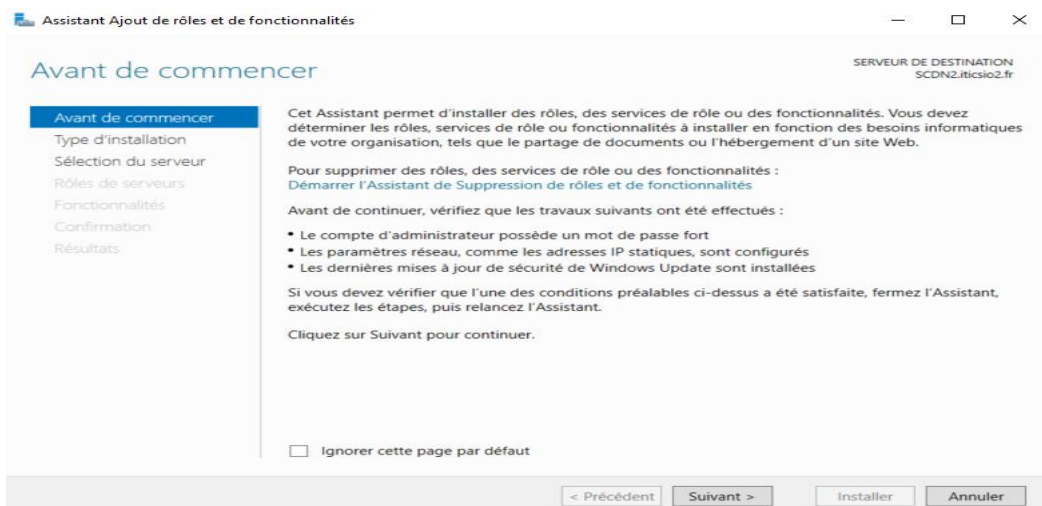 Assistant Ajout de rôles et de fonctionnalités
Avant de commencer
SERVEUR DE DESTINATION
SCDN2.iticsio2.fr
Avant de commencer
Type d'installation
Sélection du serveur
Rôles de serveurs
Fonctionnalités
Confirmation
Résultats
Cet Assistant permet d'installer des rôles, des services de rôle ou des fonctionnalités. Vous devez
déterminer les rôles, services de rôle ou fonctionnalités à installer en fonction des besoins informatiques
de votre organisation, tels que le partage de documents ou l'hébergement d'un site Web.
Pour supprimer des rôles, des services de rôle ou des fonctionnalités :
Démarrer l'Assistant de Suppression de rôles et de fonctionnalités
Avant de continuer, vérifiez que les travaux suivants ont été effectués :
• Le compte d'administrateur possède un mot de passe fort
• Les paramètres réseau, comme les adresses IP statiques, sont configurés
• Les dernières mises à jour de sécurité de Windows Update sont installées
Si vous devez vérifier que l'une des conditions préalables ci-dessus a été satisfaite, fermez l'Assistant,
exécutez les étapes, puis relancez l'Assistant.
Cliquez sur Suivant pour continuer.
Ignorer cette page par défaut
< Précédent
Suivant >
Installer
Annuler